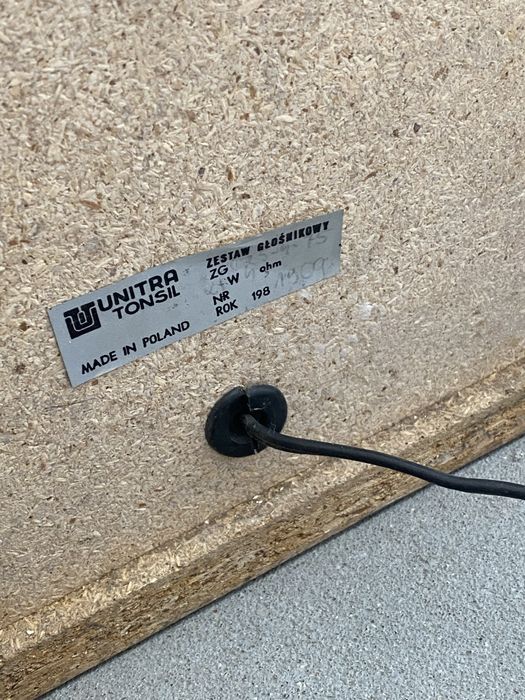 UNITRA
TONSIL
MADE IN POLAND
ZESTAW GŁOŚNIKOWY
ZG
W ohm
NR
ROK 198